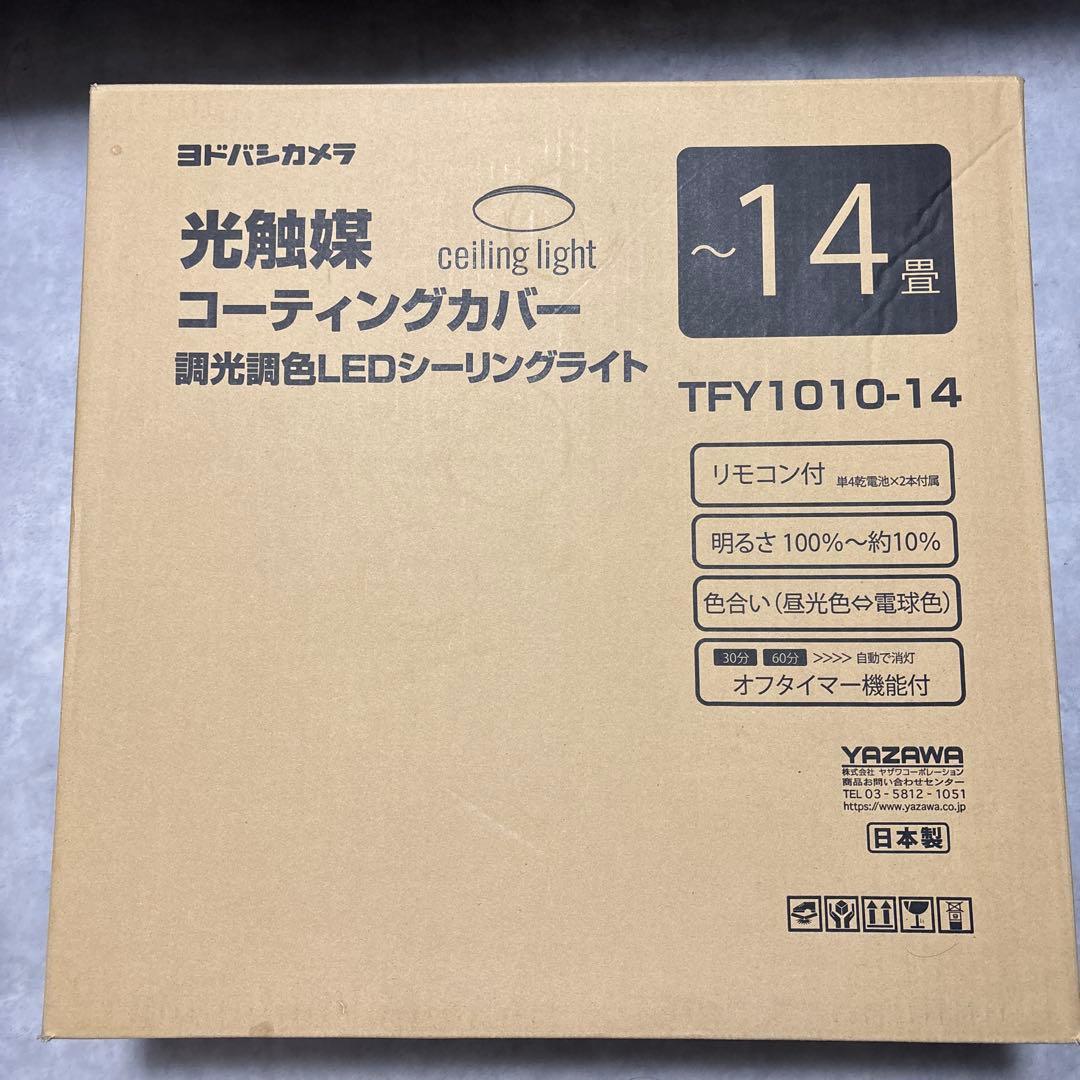 ヨドバシカメラ
光触媒
ceiling light
コーティングカバー
調光調色LEDシーリングライト
～14畳
TFY1010-14
リモコン付 単4乾電池×2本付属
明るさ 100%～約10%
色合い（昼光色⇔電球色）
30分 60分 >>>> 自動で消灯
オフタイマー機能付
YAZAWA
株式会社 ヤザワコーポレーション
商品お問い合わせセンター
TEL 03-5812-1051
https://www.yazawa.co.jp
日本製